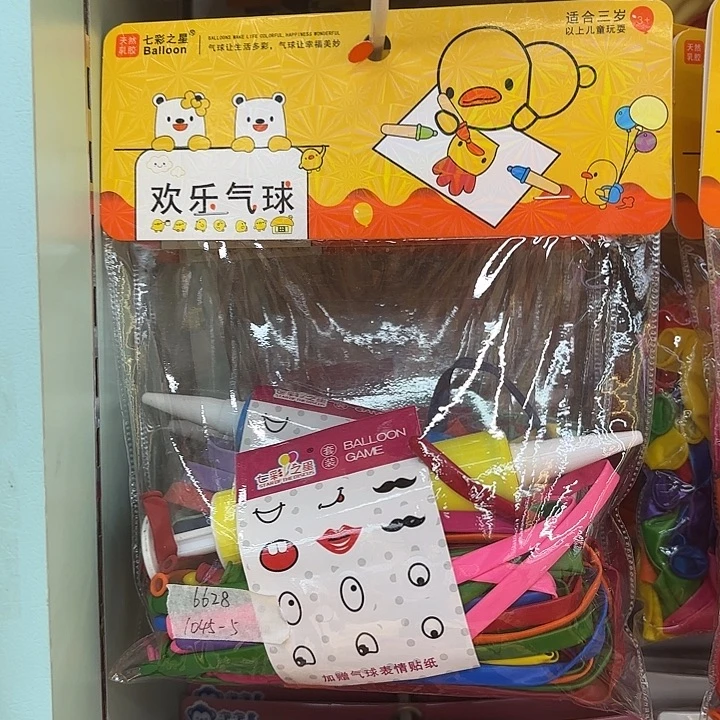 天然
乳胶
七彩之星®
Balloon
BALLOONS MAKE LIFE COLORFUL, HAPPINESS WONDERFUL
气球让生活多彩，气球让幸福美妙
适合三岁
以上儿童玩耍
3+
欢乐气球
七彩之星
套装
BALLOON
GAME
6628
1045-5
加赠气球表情贴纸